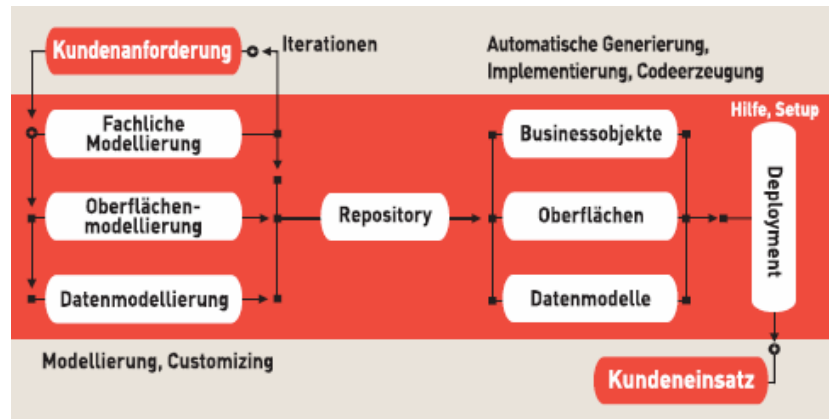 Kundenanforderung
Iterationen
Automatische Generierung,
Implementierung, Codeerzeugung
Fachliche
Modellierung
Oberflächen-
modellierung
Datenmodellierung
Repository
Businessobjekte
Oberflächen
Datenmodelle
Hilfe, Setup
Deployment
Modellierung, Customizing
Kundeneinsatz